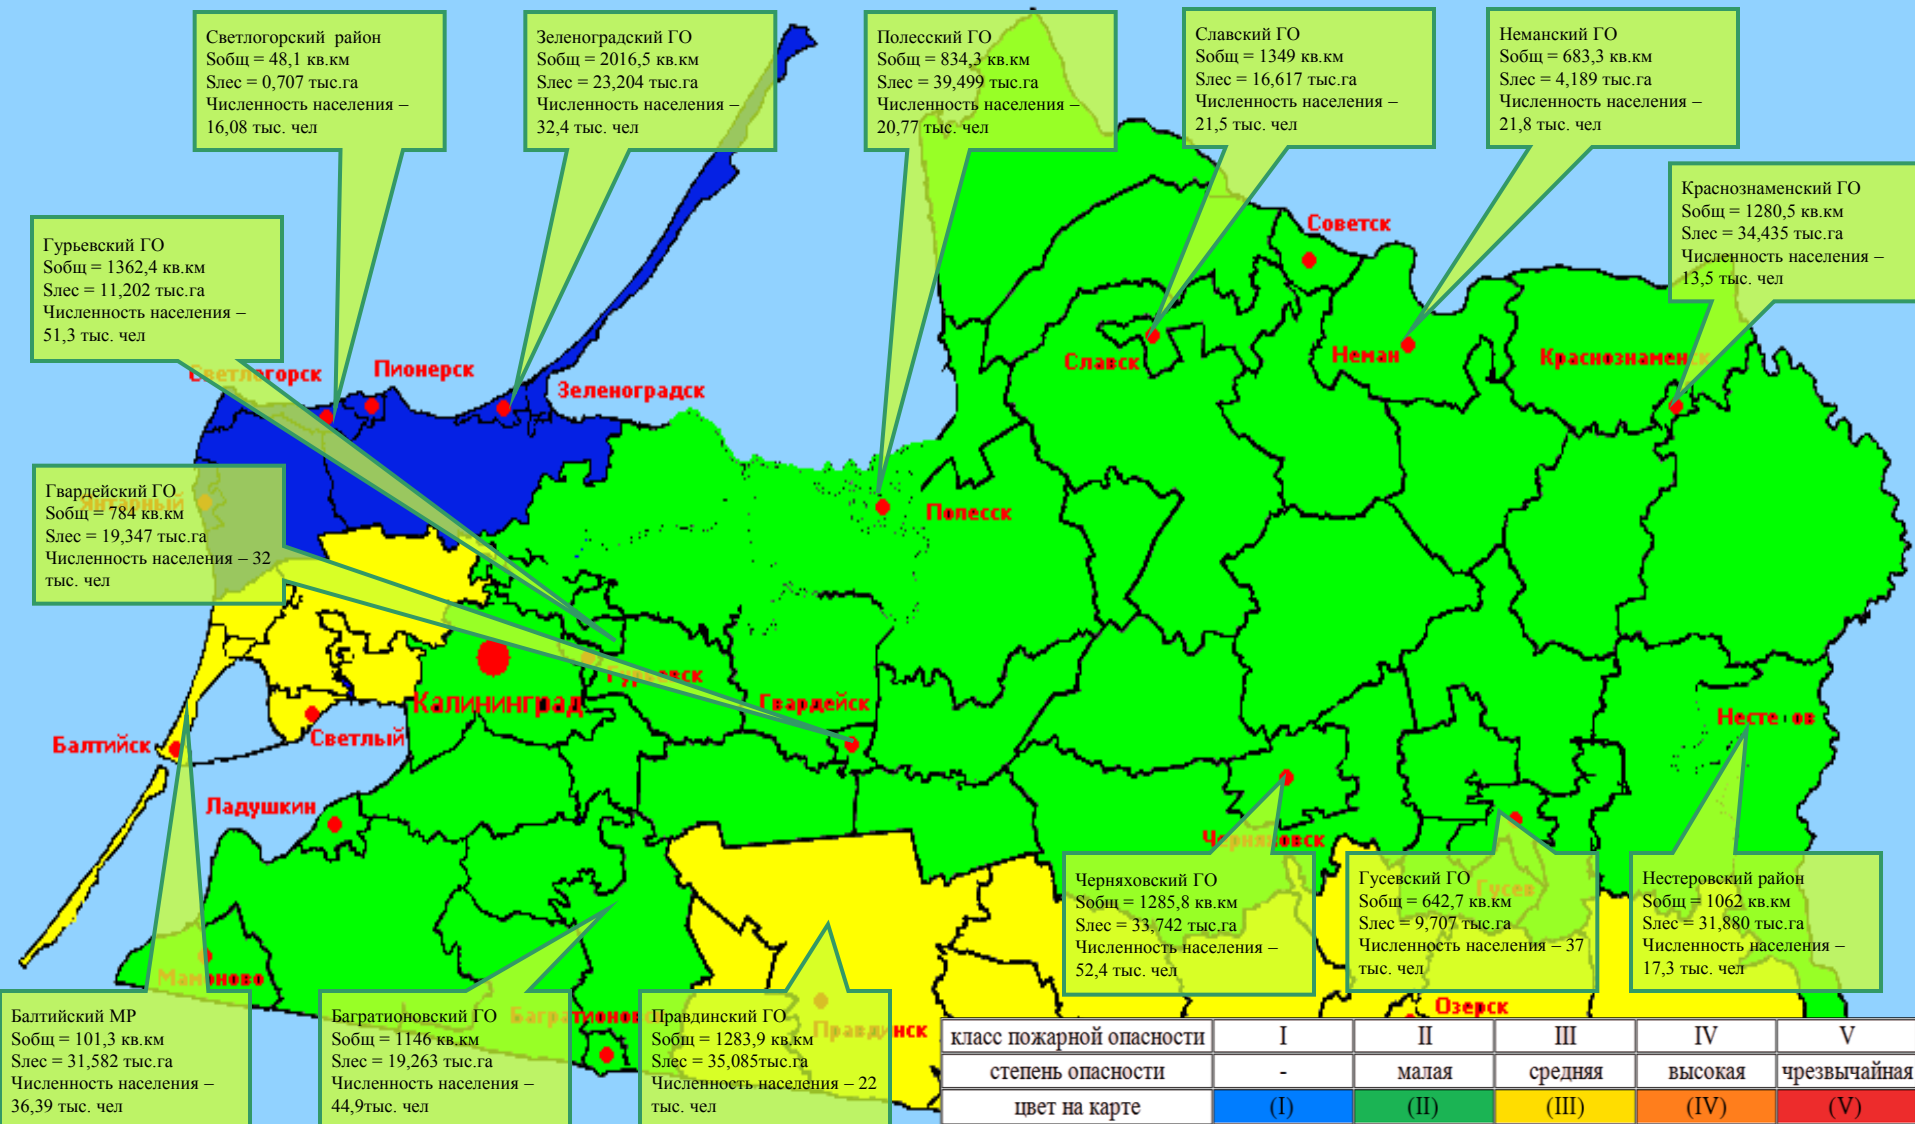 Светлогорский район
Sобщ = 48,1 кв.км
Sлес = 0,707 тыс.га
Численность населения –
16,08 тыс. чел
Зеленоградский ГО
Sобщ = 2016,5 кв.км
Sлес = 23,204 тыс.га
Численность населения –
32,4 тыс. чел
Полесский ГО
Sобщ = 834,3 кв.км
Sлес = 39,499 тыс.га
Численность населения –
20,77 тыс. чел
Славский ГО
Sобщ = 1349 кв.км
Sлес = 16,617 тыс.га
Численность населения –
21,5 тыс. чел
Неманский ГО
Sобщ = 683,3 кв.км
Sлес = 4,189 тыс.га
Численность населения –
21,8 тыс. чел
Краснознаменский ГО
Sобщ = 1280,5 кв.км
Sлес = 34,435 тыс.га
Численность населения –
13,5 тыс. чел
Гурьевский ГО
Sобщ = 1362,4 кв.км
Sлес = 11,202 тыс.га
Численность населения –
51,3 тыс. чел
Советск
Славск
Неман
Краснознаменск
Светлогорск
Пионерск
Зеленоградск
Гвардейский ГО
Sобщ = 784 кв.км
Sлес = 19,347 тыс.га
Численность населения – 32
тыс. чел
Янтарный
Полесск
Гурьевск
Калининград
Гвардейск
Нестеров
Балтийск
Светлый
Ладушкин
Черняховск
Гусев
Мамоново
Багратионовск
Правдинск
Озерск
Черняховский ГО
Sобщ = 1285,8 кв.км
Sлес = 33,742 тыс.га
Численность населения –
52,4 тыс. чел
Гусевский ГО
Sобщ = 642,7 кв.км
Sлес = 9,707 тыс.га
Численность населения – 37
тыс. чел
Нестеровский район
Sобщ = 1062 кв.км
Sлес = 31,880 тыс.га
Численность населения –
17,3 тыс. чел
Балтийский МР
Sобщ = 101,3 кв.км
Sлес = 31,582 тыс.га
Численность населения –
36,39 тыс. чел
Багратионовский ГО
Sобщ = 1146 кв.км
Sлес = 19,263 тыс.га
Численность населения –
44,9тыс. чел
Правдинский ГО
Sобщ = 1283,9 кв.км
Sлес = 35,085тыс.га
Численность населения – 22
тыс. чел
класс пожарной опасности I II III IV V
степень опасности - малая средняя высокая чрезвычайная
цвет на карте (I) (II) (III) (IV) (V)